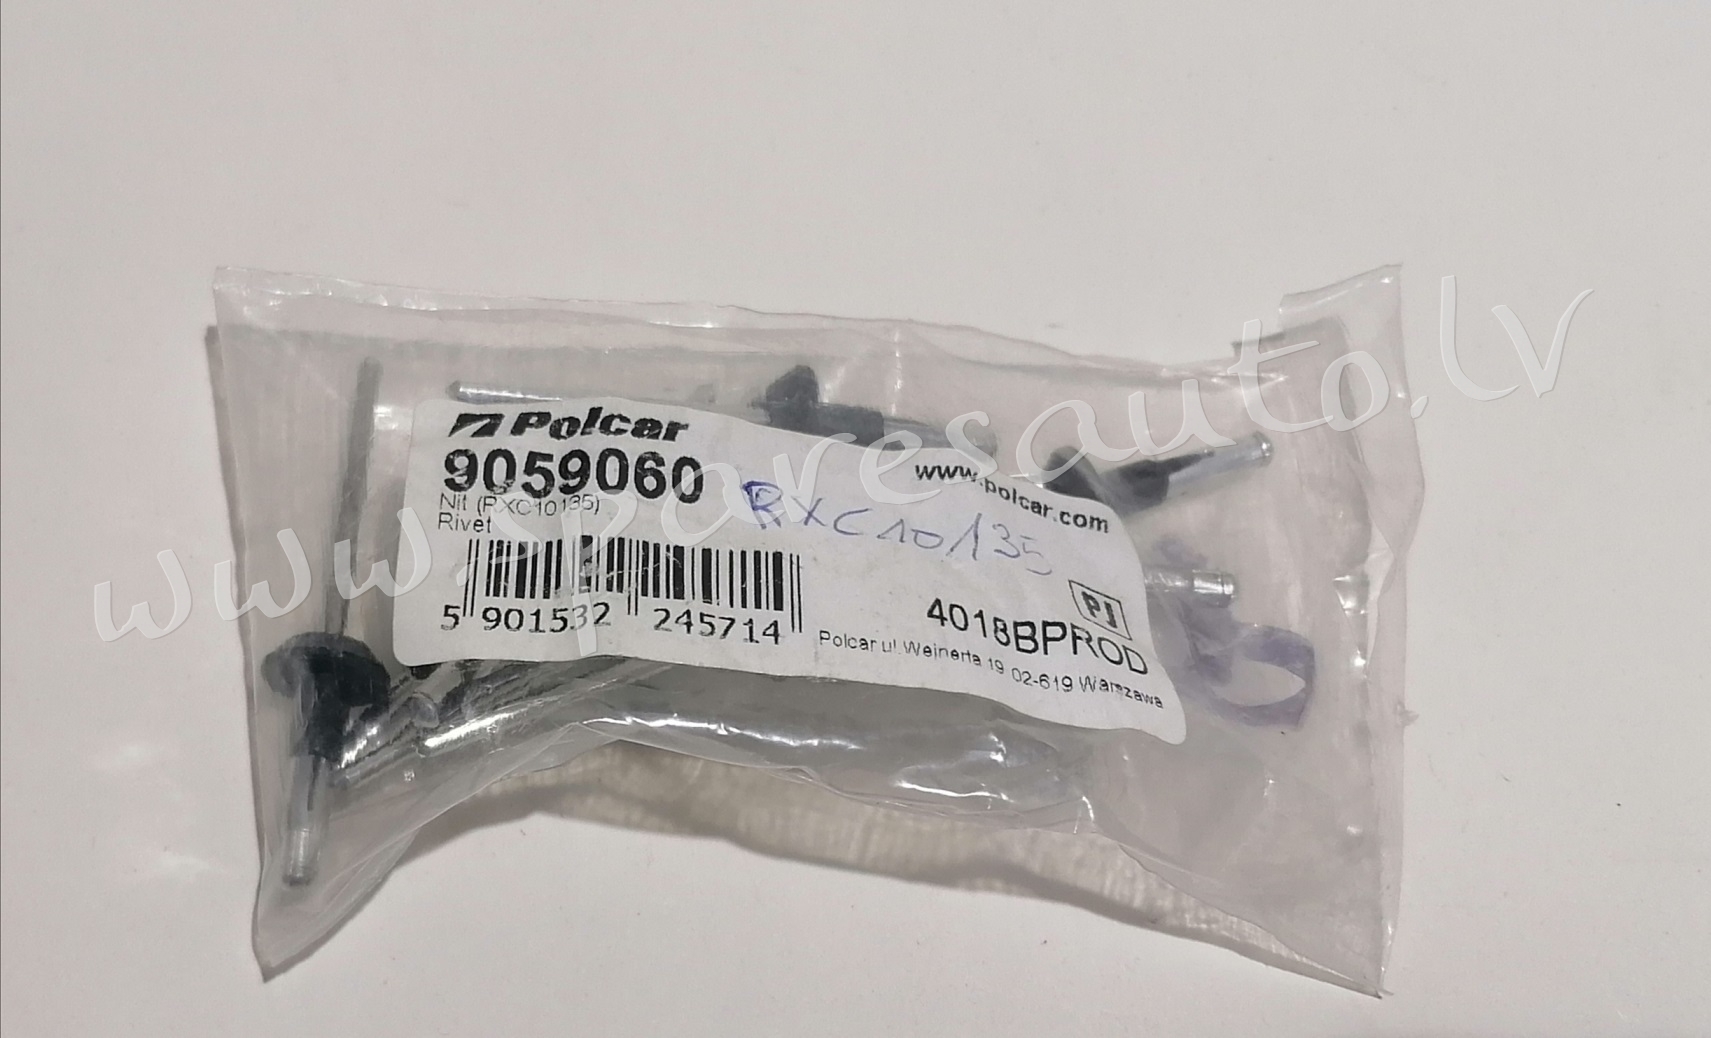 Polcar
9059060
Nit (RXC10135)
Rivet
5 901532 245714
www.polcar.com
RXC10135
PJ
4018BPROD
Polcar ul.Weinerta 19 02-619 Warszawa
www.sparesauto.lv